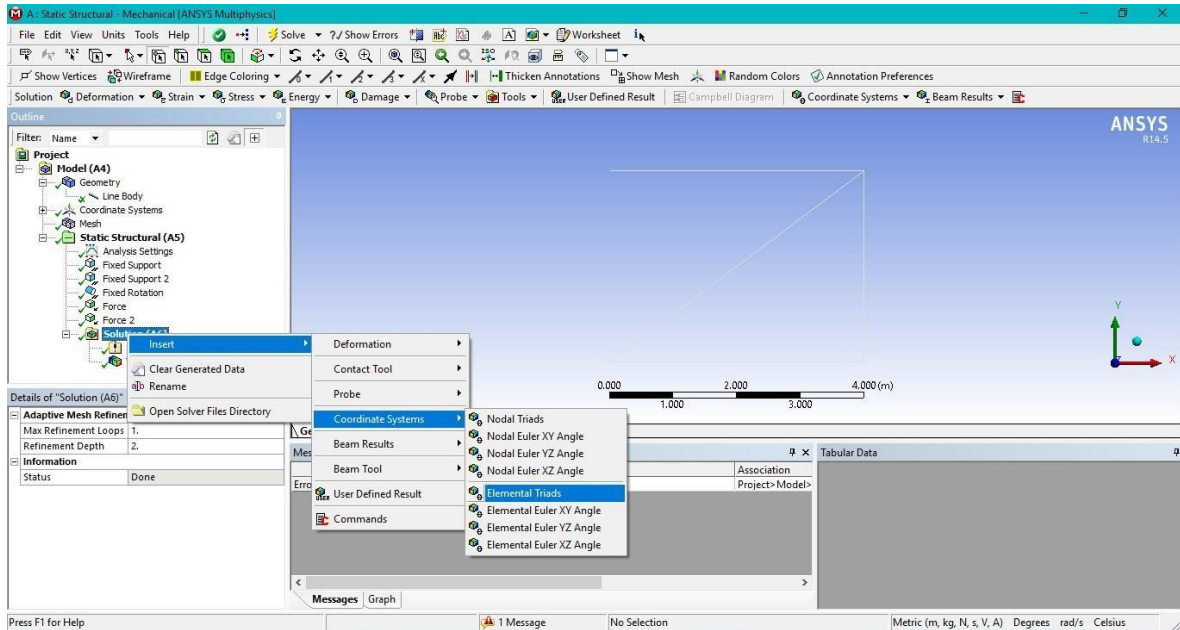 A : Static Structural - Mechanical [ANSYS Multiphysics]
File Edit View Units Tools Help Solve ?/ Show Errors Worksheet
Show Vertices Wireframe Edge Coloring Thicken Annotations Show Mesh Random Colors Annotation Preferences
Solution Deformation Strain Stress Energy Damage Probe Tools User Defined Result Campbell Diagram Coordinate Systems Beam Results
Outline
Filter: Name
Project
Model (A4)
Geometry
Line Body
Coordinate Systems
Mesh
Static Structural (A5)
Analysis Settings
Fixed Support
Fixed Support 2
Fixed Rotation
Force
Force 2
Solution (A6)
Insert
Clear Generated Data
Rename
Open Solver Files Directory
Deformation
Contact Tool
Probe
Coordinate Systems
Beam Results
Beam Tool
User Defined Result
Commands
Nodal Triads
Nodal Euler XY Angle
Nodal Euler YZ Angle
Nodal Euler XZ Angle
Elemental Triads
Elemental Euler XY Angle
Elemental Euler YZ Angle
Elemental Euler XZ Angle
Details of "Solution (A6)"
Adaptive Mesh Refinem
Max Refinement Loops 1.
Refinement Depth 2.
Information
Status Done
ANSYS
R14.5
Y
X
0.000 2.000 4.000 (m)
1.000 3.000
Association
Project>Model>
Tabular Data
Messages Graph
Press F1 for Help 1 Message No Selection Metric (m, kg, N, s, V, A) Degrees rad/s Celsius